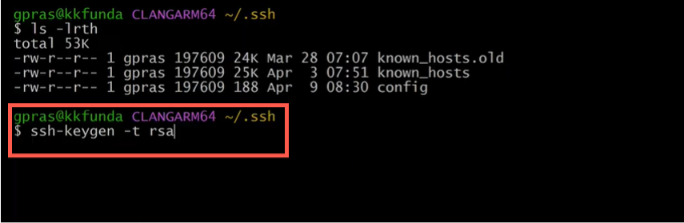 gpras@kkfunda CLANGARM64 ~/.ssh
$ ls -lrth
total 53K
-rw-r--r-- 1 gpras 197609 24K Mar 28 07:07 known_hosts.old
-rw-r--r-- 1 gpras 197609 25K Apr  3 07:51 known_hosts
-rw-r--r-- 1 gpras 197609 188 Apr  9 08:30 config
gpras@kkfunda CLANGARM64 ~/.ssh
$ ssh-keygen -t rsa